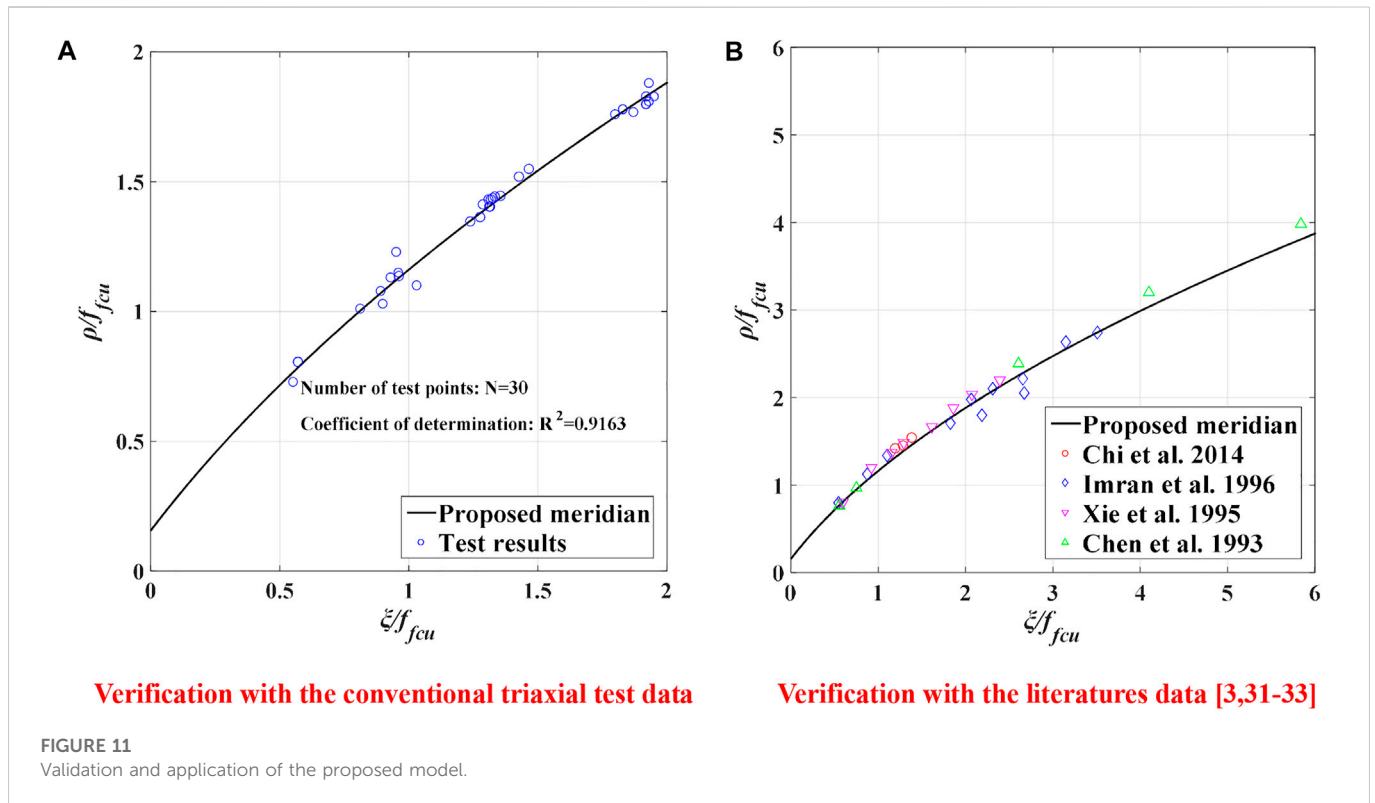 A
2
1.5
1
0.5
0
0
0.5
1
1.5
2
ρ/f_fcu
ξ/f_fcu
Number of test points: N=30
Coefficient of determination: R²=0.9163
Proposed meridian
Test results
Verification with the conventional triaxial test data
B
6
5
4
3
2
1
0
0
1
2
3
4
5
6
ρ/f_fcu
ξ/f_fcu
Proposed meridian
Chi et al. 2014
Imran et al. 1996
Xie et al. 1995
Chen et al. 1993
Verification with the literatures data [3,31-33]
FIGURE 11
Validation and application of the proposed model.